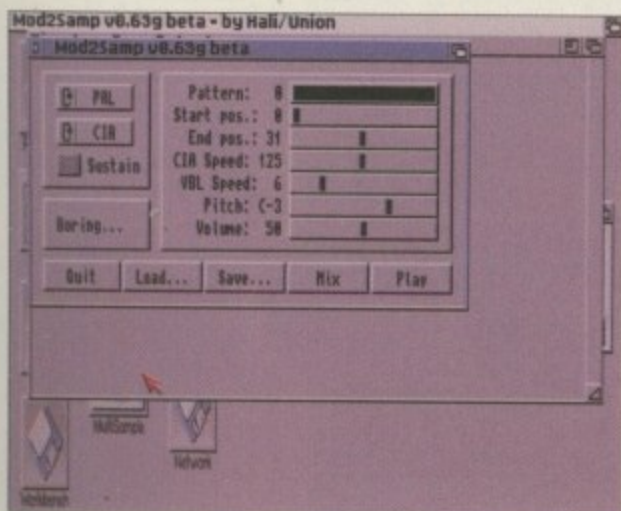 Mod2Samp v0.63g beta - by Hali/Union
Mod2Samp v0.63g beta
PAL
CIA
Sustain
Boring...
Pattern: 0
Start pos.: 0
End pos.: 31
CIA Speed: 125
VBL Speed: 6
Pitch: C-3
Volume: 50
Quit
Load...
Save...
Mix
Play
MultiSample
Network
Workbench